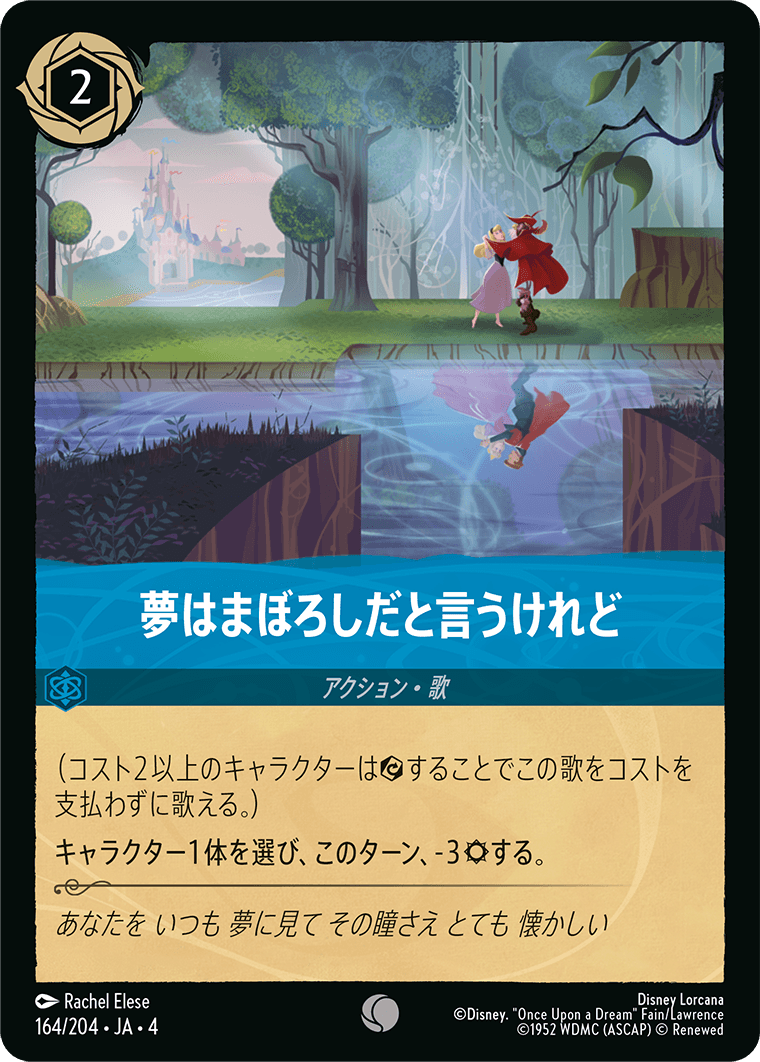 2
夢はまぼろしだと言うけれど
アクション・歌
(コスト2以上のキャラクターはすることでこの歌をコストを
支払わずに歌える。)
キャラクター1体を選び、このターン、-3する。
あなたを いつも 夢に見て その瞳さえ とても 懐かしい
Rachel Elese
164/204・JA・4
Disney Lorcana
©Disney. "Once Upon a Dream" Fain/Lawrence
©1952 WDMC (ASCAP) © Renewed